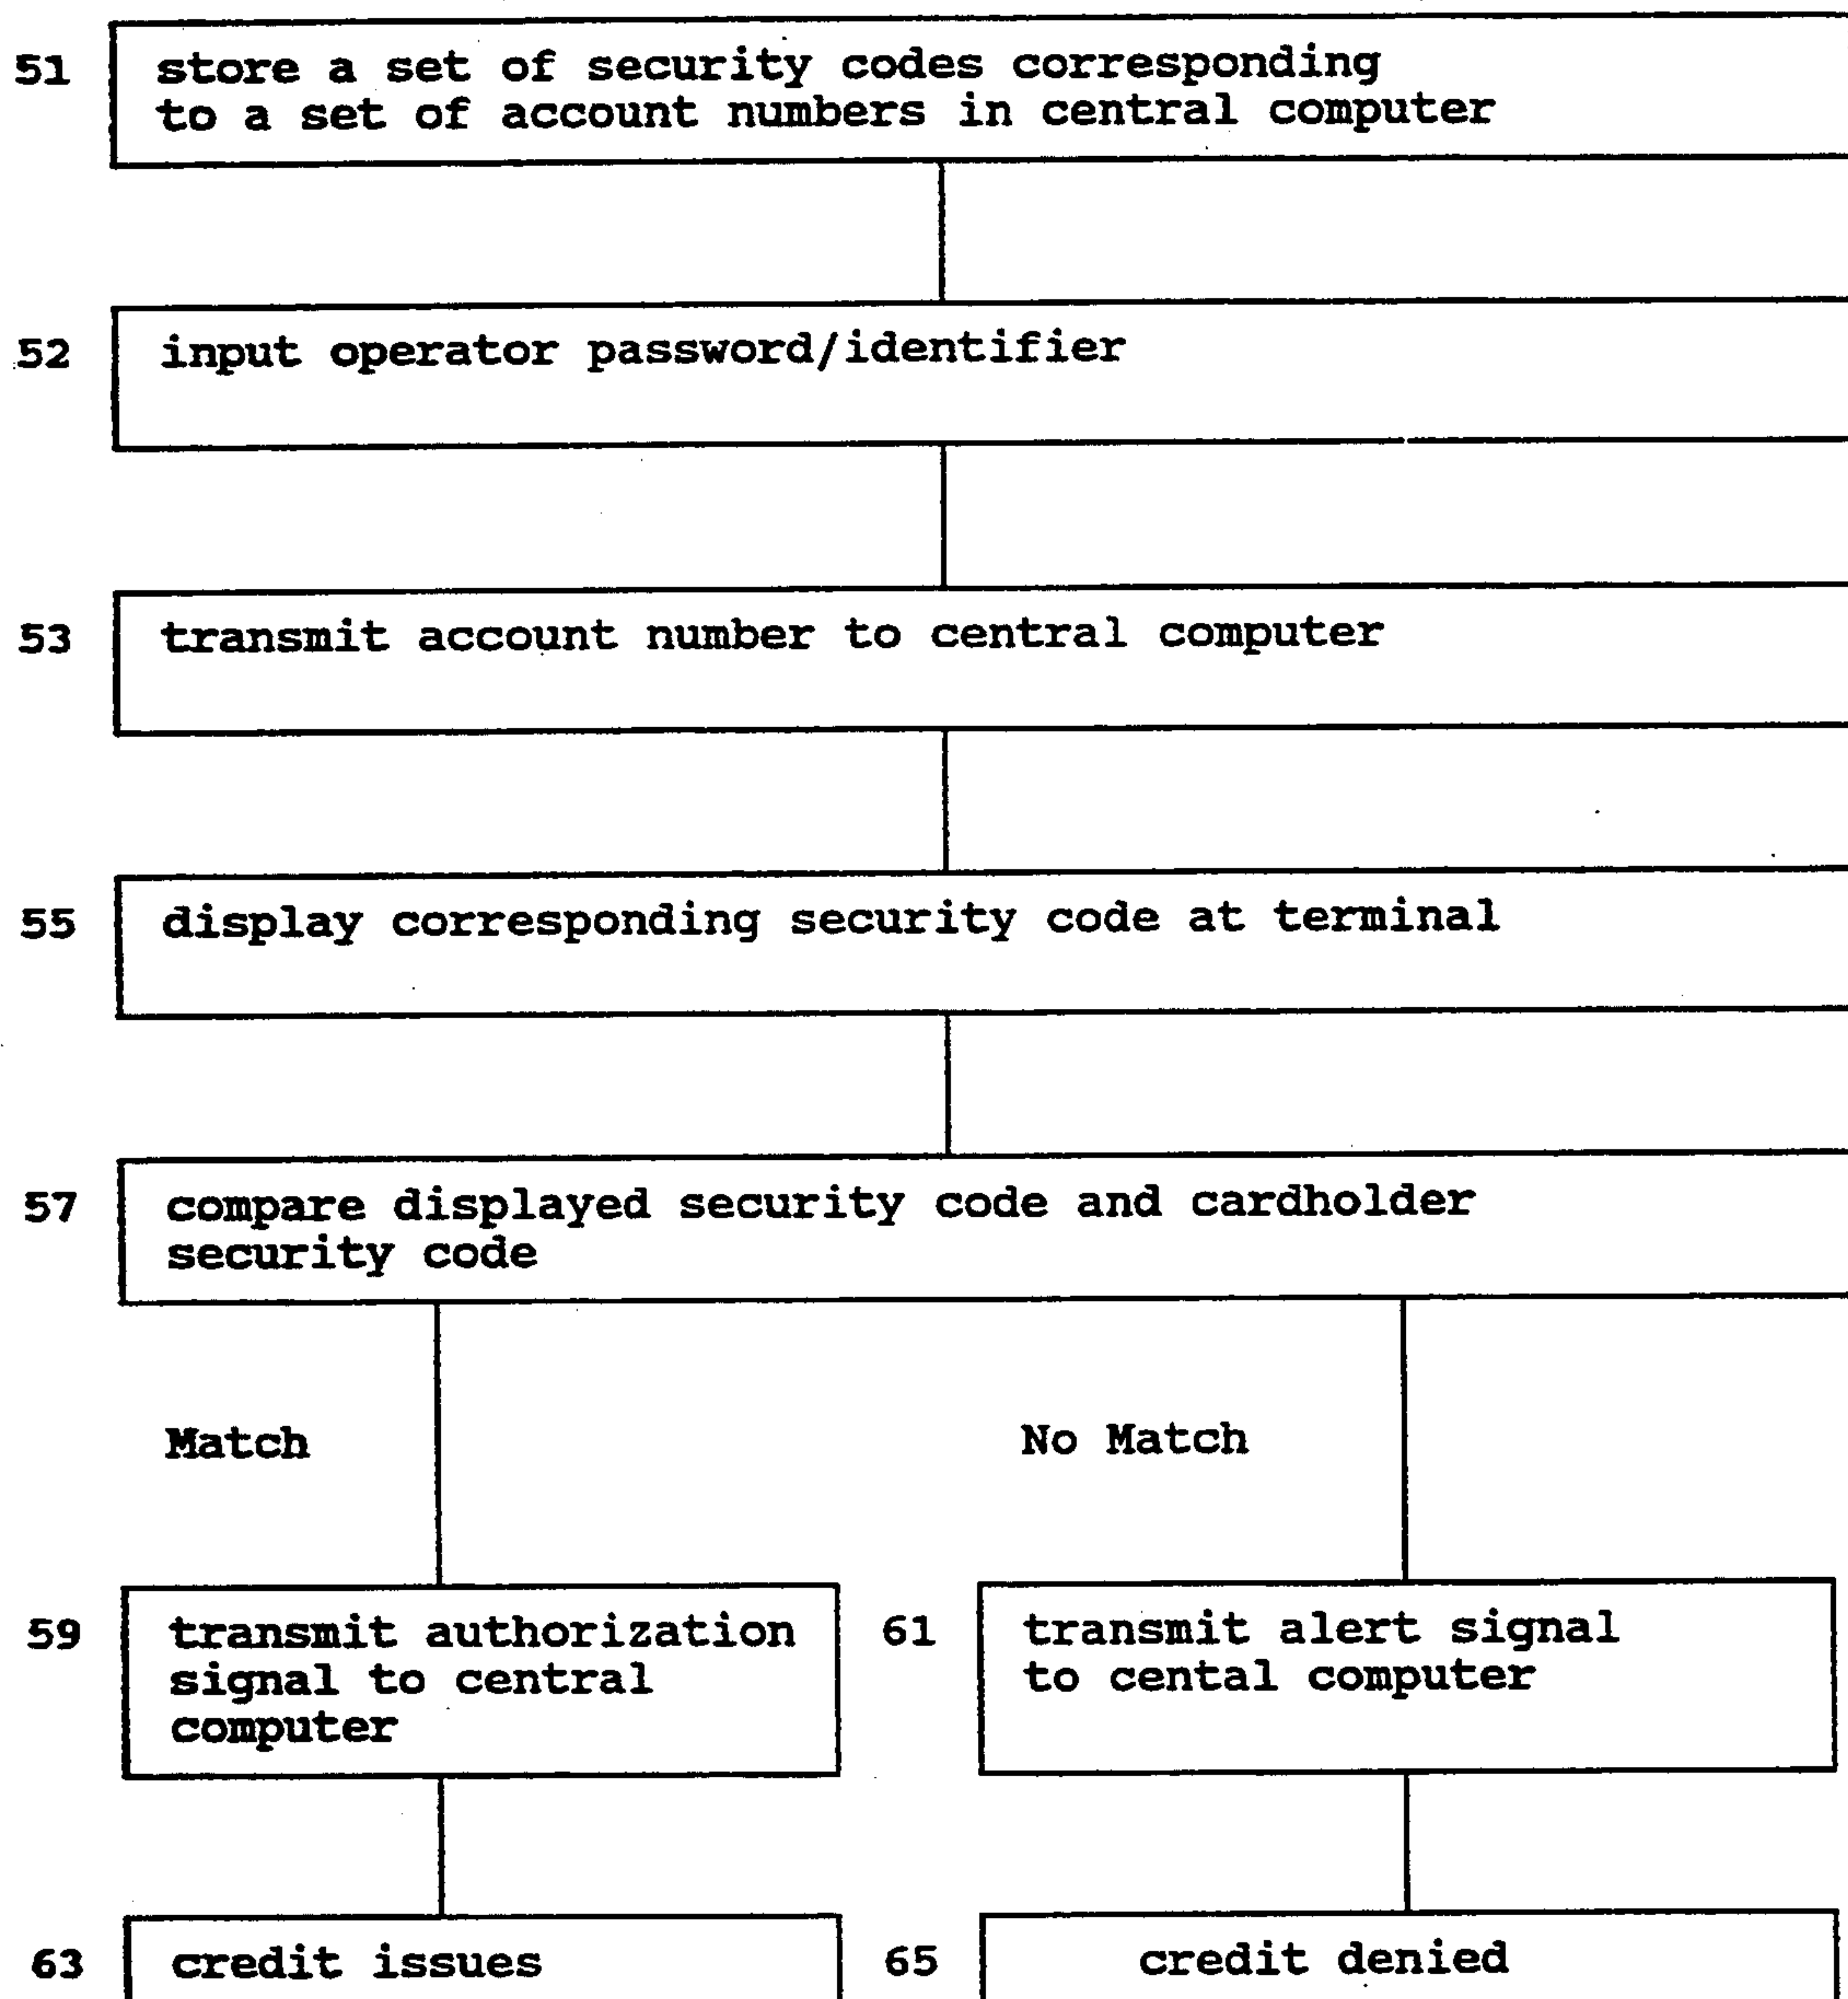 51 store a set of security codes corresponding
to a set of account numbers in central computer
52 input operator password/identifier
53 transmit account number to central computer
55 display corresponding security code at terminal
57 compare displayed security code and cardholder
security code
Match
No Match
59 transmit authorization
signal to central
computer
61 transmit alert signal
to cental computer
63 credit issues
65 credit denied